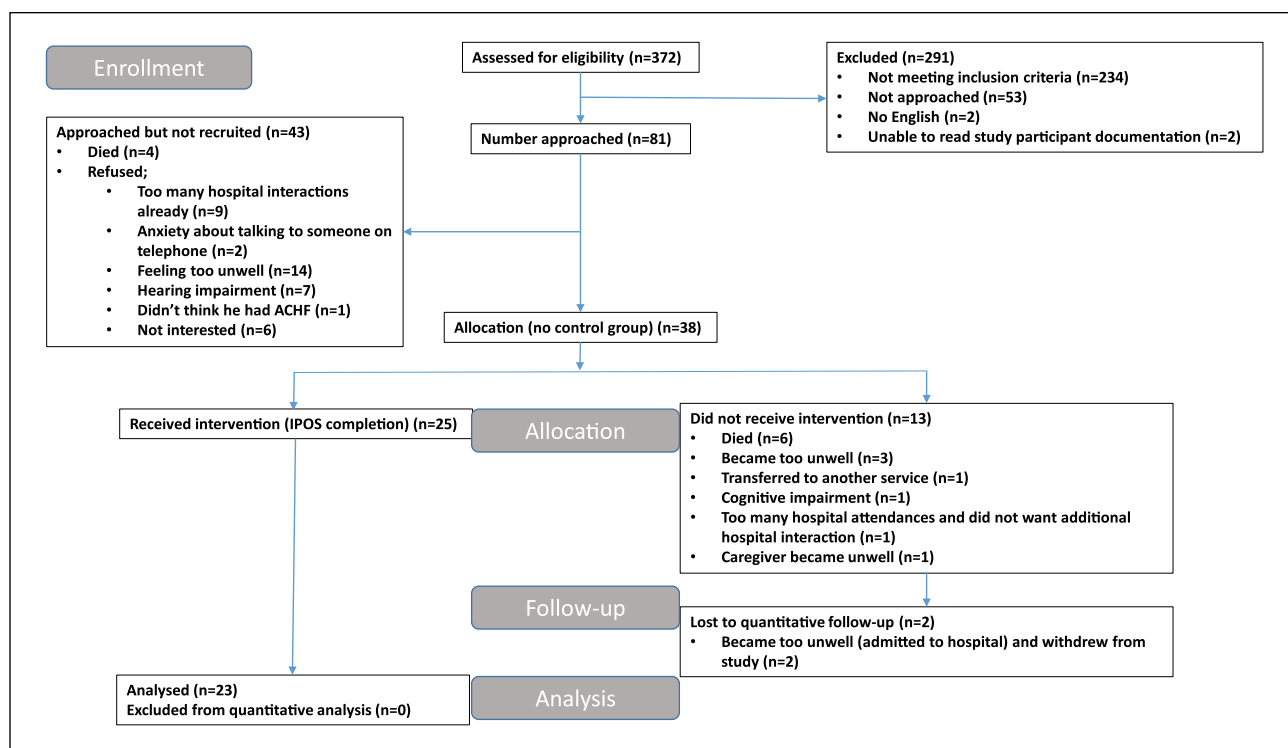 Enrollment
Assessed for eligibility (n=372)
Excluded (n=291)
• Not meeting inclusion criteria (n=234)
• Not approached (n=53)
• No English (n=2)
• Unable to read study participant documentation (n=2)
Number approached (n=81)
Approached but not recruited (n=43)
• Died (n=4)
• Refused;
• Too many hospital interactions
already (n=9)
• Anxiety about talking to someone on
telephone (n=2)
• Feeling too unwell (n=14)
• Hearing impairment (n=7)
• Didn't think he had ACHF (n=1)
• Not interested (n=6)
Allocation (no control group) (n=38)
Received intervention (IPOS completion) (n=25)
Allocation
Did not receive intervention (n=13)
• Died (n=6)
• Became too unwell (n=3)
• Transferred to another service (n=1)
• Cognitive impairment (n=1)
• Too many hospital attendances and did not want additional
hospital interaction (n=1)
• Caregiver became unwell (n=1)
Follow-up
Lost to quantitative follow-up (n=2)
• Became too unwell (admitted to hospital) and withdrew from
study (n=2)
Analysed (n=23)
Excluded from quantitative analysis (n=0)
Analysis